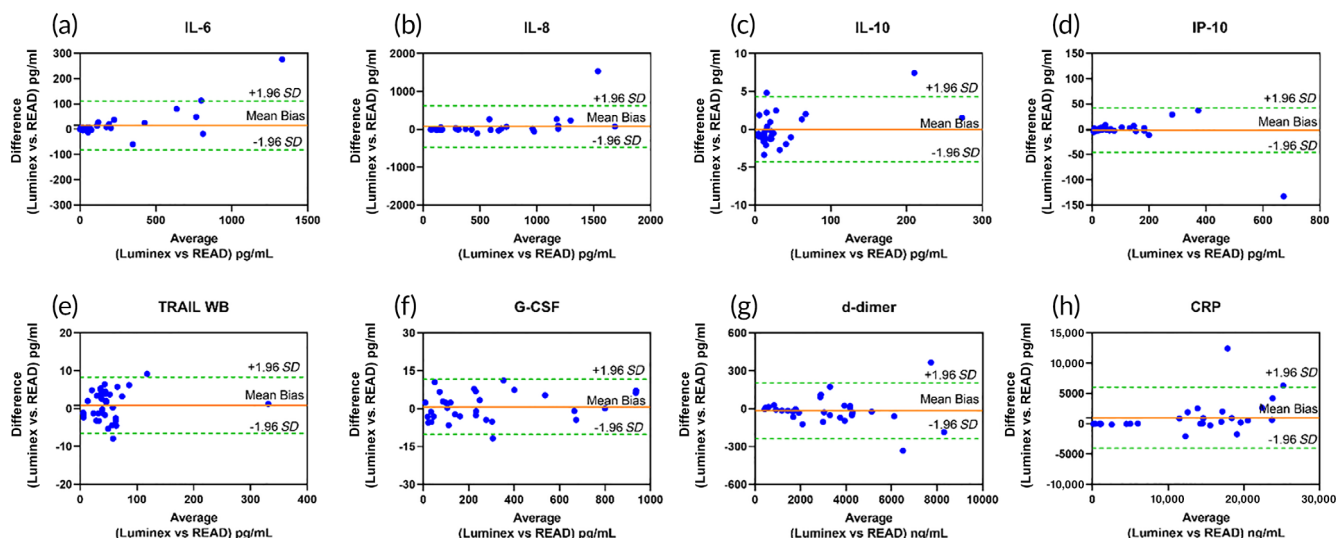 (a)
IL-6
300
200
100
0
-100
-200
-300
0
500
1000
1500
+1.96 SD
Mean Bias
-1.96 SD
Difference
(Luminex vs. READ) pg/ml
Average
(Luminex vs READ) pg/mL
(b)
IL-8
2000
1000
0
-1000
-2000
0
500
1000
1500
2000
+1.96 SD
Mean Bias
-1.96 SD
Difference
(Luminex vs. READ) pg/ml
Average
(Luminex vs READ) pg/mL
(c)
IL-10
10
5
0
-5
-10
0
100
200
300
+1.96 SD
Mean Bias
-1.96 SD
Difference
(Luminex vs. READ) pg/ml
Average
(Luminex vs READ) pg/mL
(d)
IP-10
150
100
50
0
-50
-100
-150
0
200
400
600
800
+1.96 SD
Mean Bias
-1.96 SD
Difference
(Luminex vs. READ) pg/ml
Average
(Luminex vs READ) pg/mL
(e)
TRAIL WB
20
10
0
-10
-20
0
100
200
300
400
+1.96 SD
Mean Bias
-1.96 SD
Difference
(Luminex vs. READ) pg/ml
Average
(Luminex vs READ) pg/mL
(f)
G-CSF
30
15
0
-15
-30
0
200
400
600
800
1000
+1.96 SD
Mean Bias
-1.96 SD
Difference
(Luminex vs. READ) pg/ml
Average
(Luminex vs READ) pg/mL
(g)
d-dimer
600
300
0
-300
-600
0
2000
4000
6000
8000
10000
+1.96 SD
Mean Bias
-1.96 SD
Difference
(Luminex vs. READ) pg/ml
Average
(Luminex vs READ) ng/mL
(h)
CRP
15,000
10,000
5000
0
-5000
-10,000
0
10,000
20,000
30,000
+1.96 SD
Mean Bias
-1.96 SD
Difference
(Luminex vs. READ) pg/ml
Average
(Luminex vs READ) ng/mL